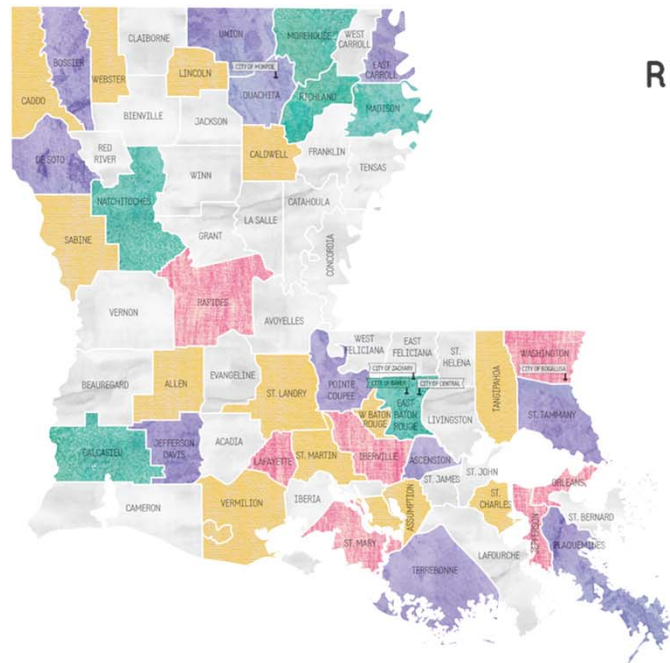 CLAIBORNE
UNION
MOREHOUSE
WEST
CARROLL
EAST
CARROLL
BOSSIER
WEBSTER
LINCOLN
CITY OF MONROE
OUACHITA
RICHLAND
MADISON
CADDO
BIENVILLE
JACKSON
R
DE SOTO
RED
RIVER
CALDWELL
FRANKLIN
TENSAS
WINN
NATCHITOCHES
CATAHOULA
LA SALLE
SABINE
GRANT
CONCORDIA
RAPIDES
VERNON
AVOYELLES
WEST
FELICIANA
EAST
FELICIANA
ST.
HELENA
WASHINGTON
CITY OF BOGALUSA
CITY OF ZACHARY
CITY OF BAKER
CITY OF CENTRAL
BEAUREGARD
ALLEN
EVANGELINE
ST. LANDRY
POINTE
COUPEE
TANGIPAHOA
W BATON
ROUGE
EAST
BATON
ROUGE
LIVINGSTON
ST. TAMMANY
CALCASIEU
JEFFERSON
DAVIS
ACADIA
LAFAYETTE
ST. MARTIN
IBERVILLE
ASCENSION
ST. JAMES
ST. JOHN
ORLEANS
CAMERON
VERMILION
IBERIA
ASSUMPTION
ST.
CHARLES
JEFFERSON
ST. BERNARD
ST. MARY
TERREBONNE
LAFOURCHE
PLAQUEMINES